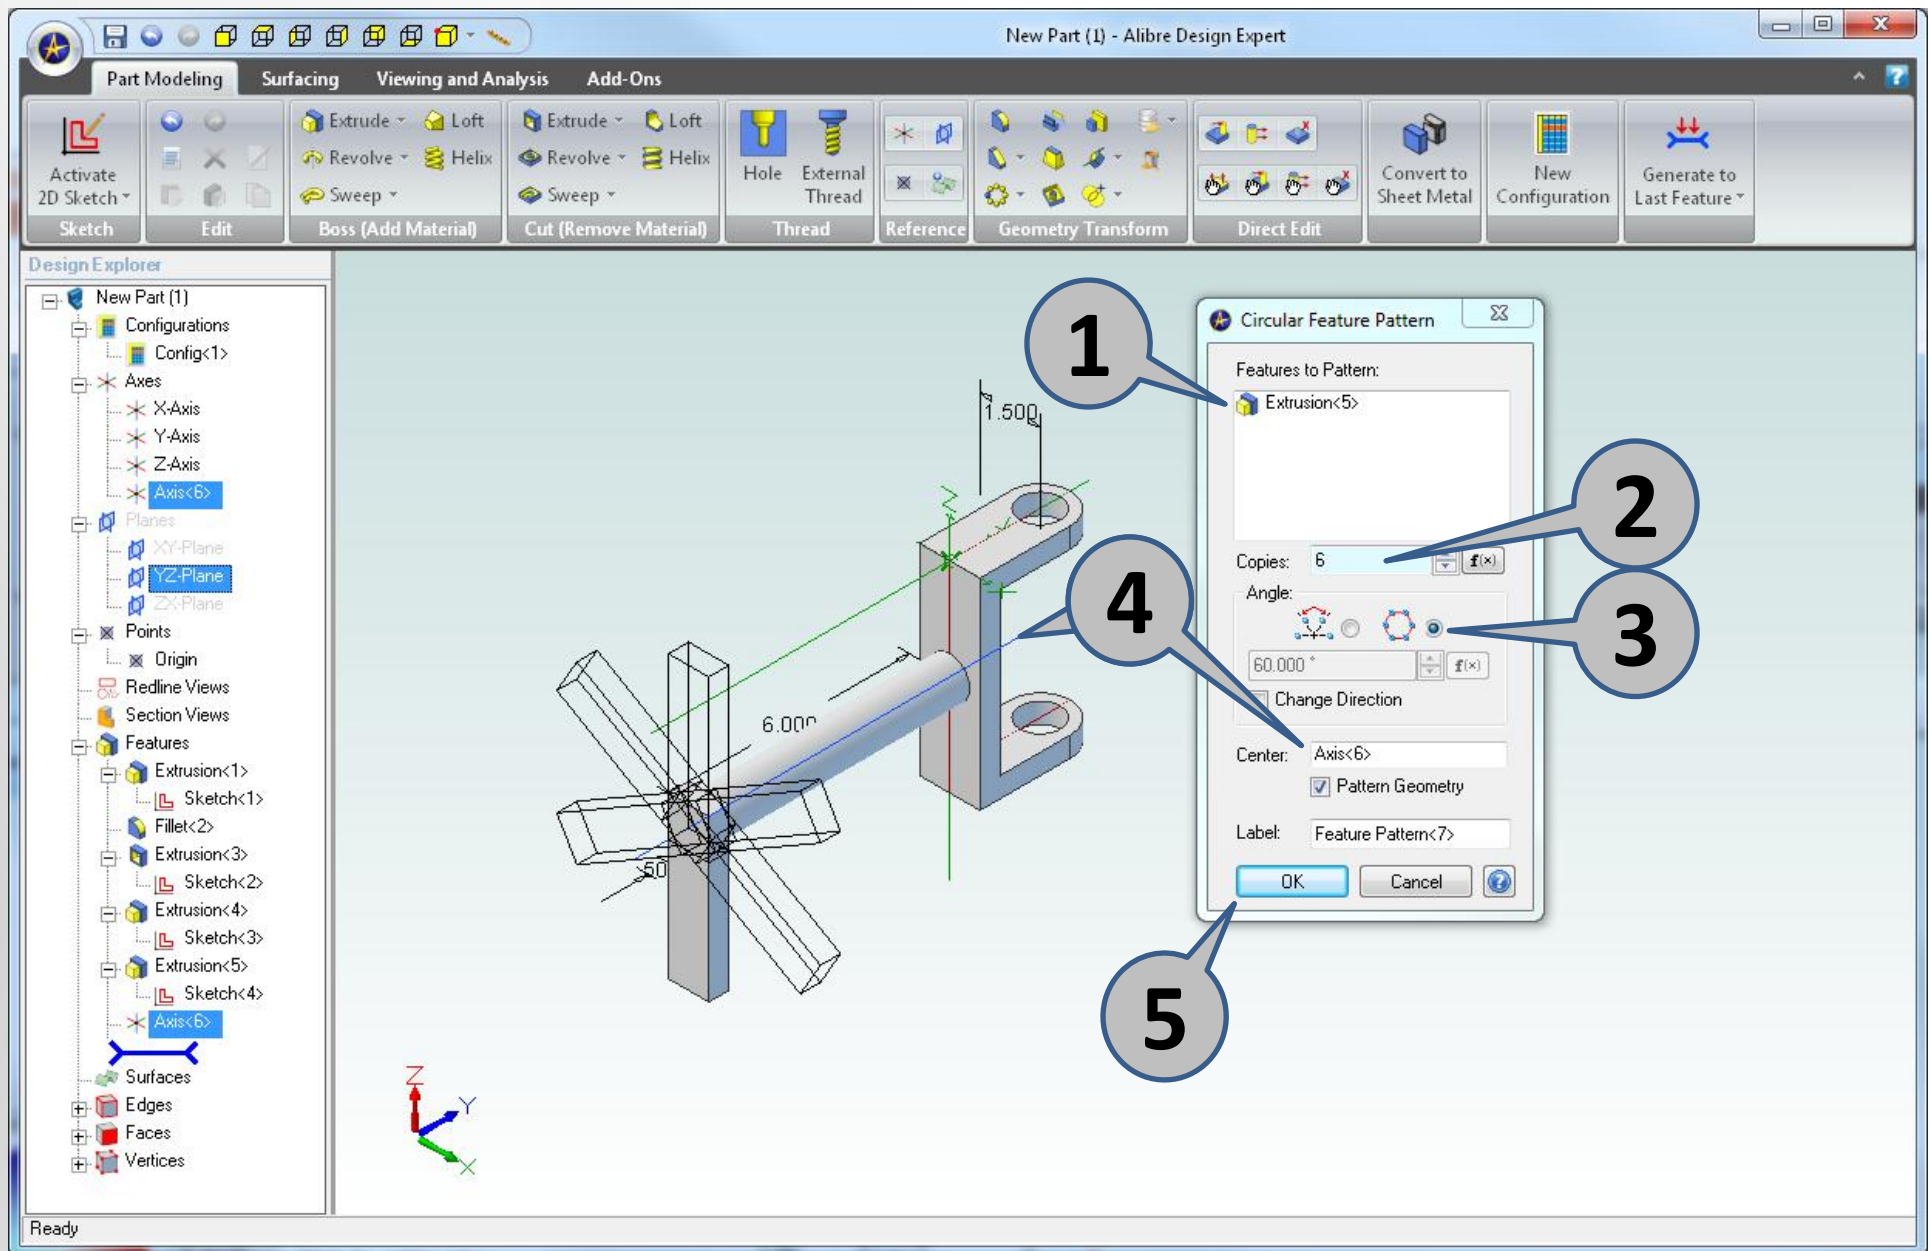 New Part (1) - Alibre Design Expert
Part Modeling Surfacing Viewing and Analysis Add-Ons
Activate
2D Sketch
Sketch
Edit
Extrude Loft
Revolve Helix
Sweep
Boss (Add Material)
Extrude Loft
Revolve Helix
Sweep
Cut (Remove Material)
Hole
External
Thread
Thread
Reference
Geometry Transform
Direct Edit
Convert to
Sheet Metal
New
Configuration
Generate to
Last Feature
Design Explorer
New Part (1)
Configurations
Config<1>
Axes
X-Axis
Y-Axis
Z-Axis
Axis<6>
Planes
XY-Plane
YZ-Plane
ZX-Plane
Points
Origin
Redline Views
Section Views
Features
Extrusion<1>
Sketch<1>
Fillet<2>
Extrusion<3>
Sketch<2>
Extrusion<4>
Sketch<3>
Extrusion<5>
Sketch<4>
Axis<6>
Surfaces
Edges
Faces
Vertices
Ready
1.500
6.000
.50
Z
Y
X
Z
Y
X
1
2
3
4
5
Circular Feature Pattern
Features to Pattern:
Extrusion<5>
Copies: 6 f(x)
Angle:
60.000 ° f(x)
Change Direction
Center: Axis<6>
Pattern Geometry
Label: Feature Pattern<7>
OK Cancel